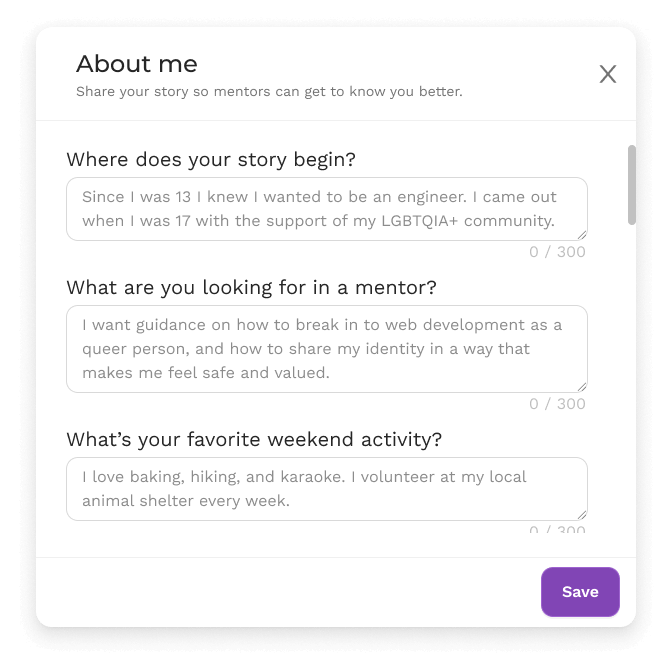 About me
Share your story so mentors can get to know you better.
Where does your story begin?
Since I was 13 I knew I wanted to be an engineer. I came out
when I was 17 with the support of my LGBTQIA+ community.
0 / 300
What are you looking for in a mentor?
I want guidance on how to break in to web development as a
queer person, and how to share my identity in a way that
makes me feel safe and valued.
0 / 300
What’s your favorite weekend activity?
I love baking, hiking, and karaoke. I volunteer at my local
animal shelter every week.
0 / 300
Save